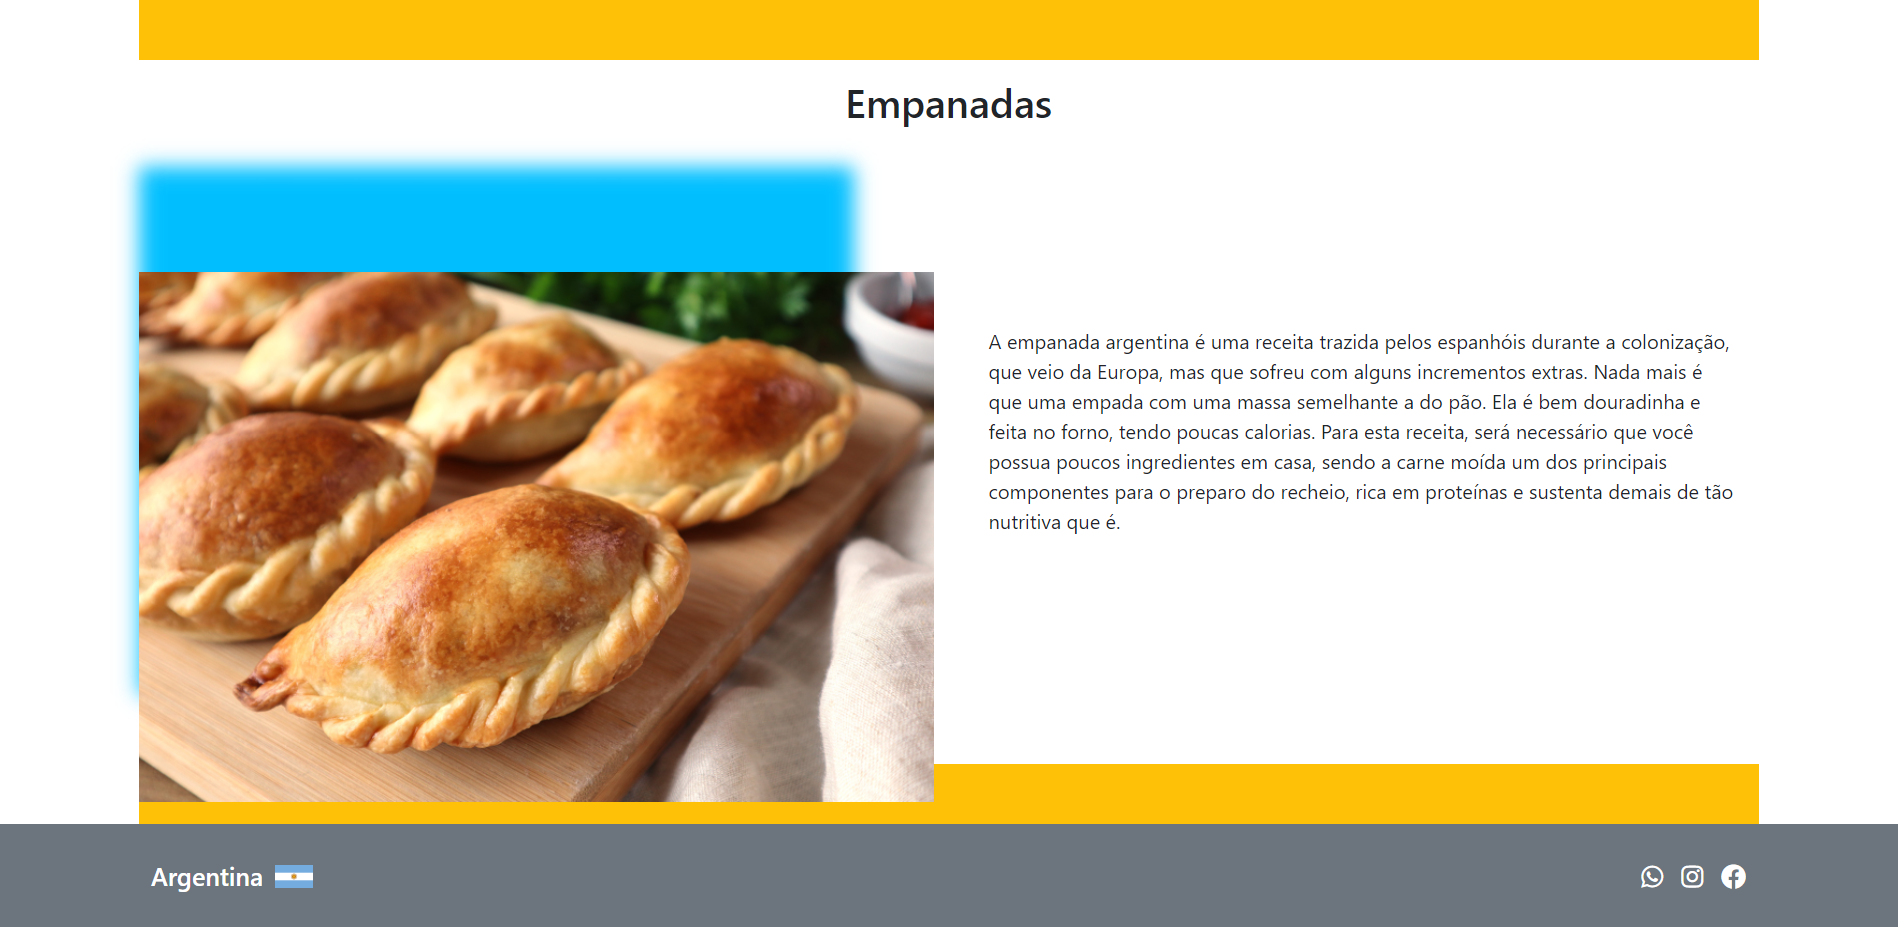 Empanadas
A empanada argentina é uma receita trazida pelos espanhóis durante a colonização,
que veio da Europa, mas que sofreu com alguns incrementos extras. Nada mais é
que uma empada com uma massa semelhante a do pão. Ela é bem douradinha e
feita no forno, tendo poucas calorias. Para esta receita, será necessário que você
possua poucos ingredientes em casa, sendo a carne moída um dos principais
componentes para o preparo do recheio, rica em proteínas e sustenta demais de tão
nutritiva que é.
Argentina